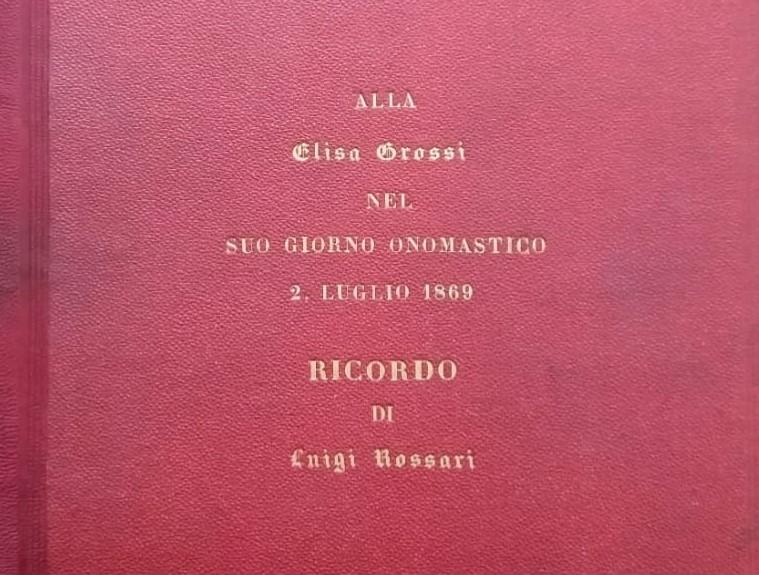 ALLA
Elisa Grossi
NEL
SUO GIORNO ONOMASTICO
2. LUGLIO 1869
RICORDO
DI
Luigi Rossari